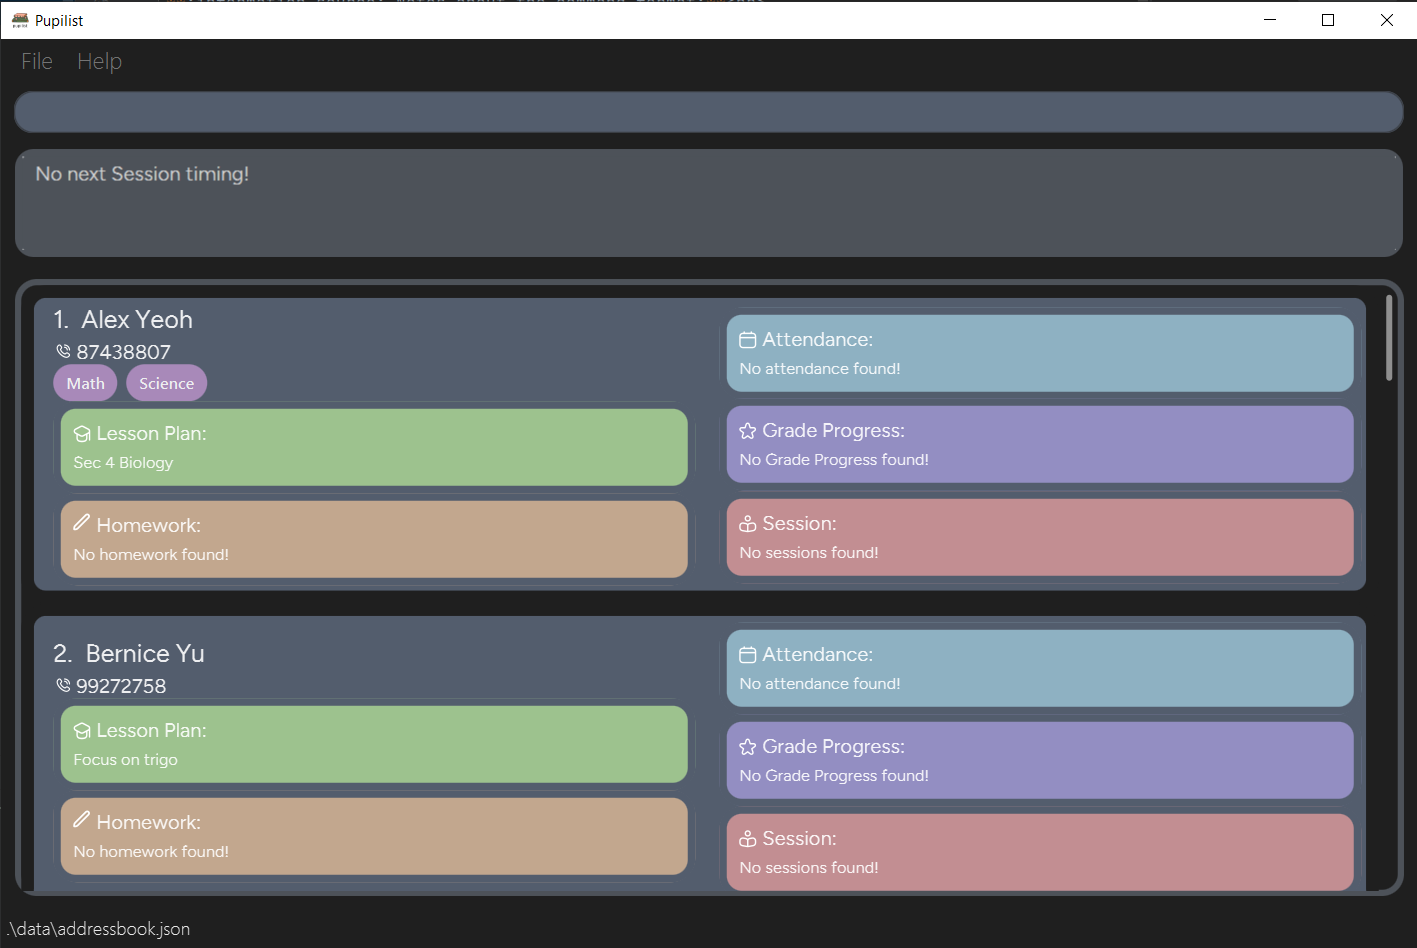 Pupilist
File Help
No next Session timing!
1. Alex Yeoh
87438807
Math Science
Lesson Plan:
Sec 4 Biology
Homework:
No homework found!
Attendance:
No attendance found!
Grade Progress:
No Grade Progress found!
Session:
No sessions found!
2. Bernice Yu
99272758
Lesson Plan:
Focus on trigo
Homework:
No homework found!
Attendance:
No attendance found!
Grade Progress:
No Grade Progress found!
Session:
No sessions found!
.\data\addressbook.json